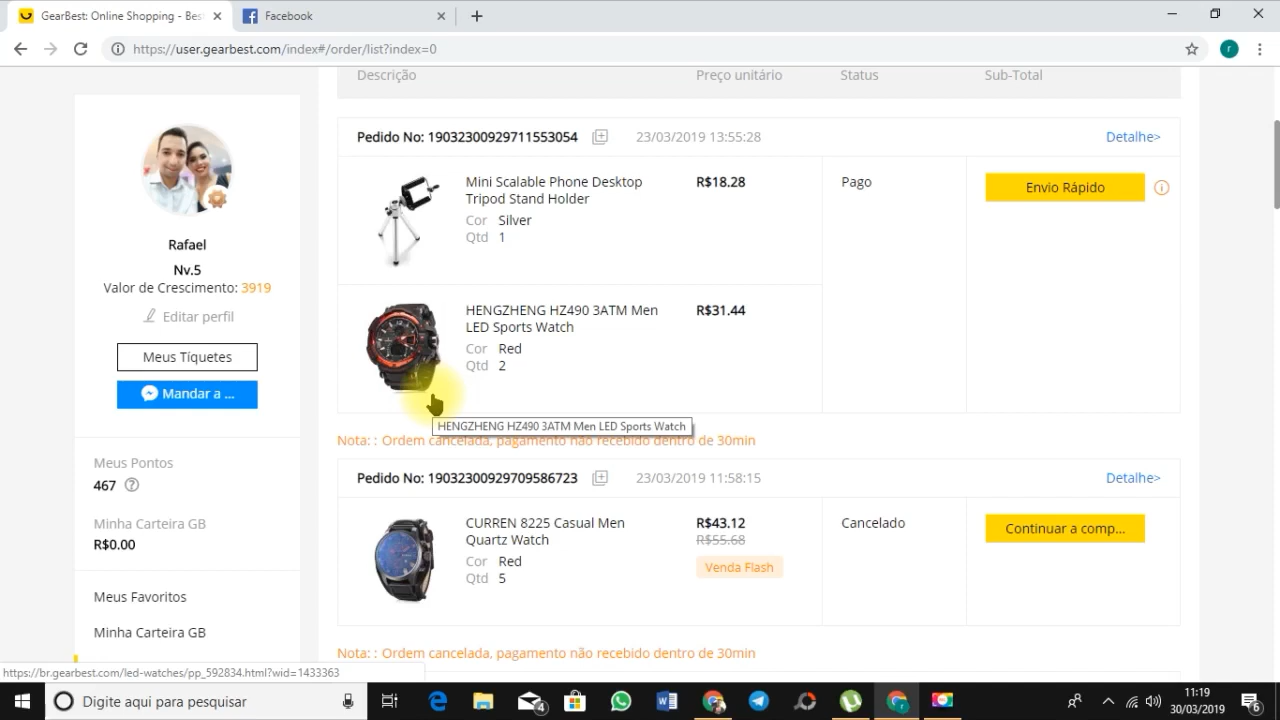 GearBest: Online Shopping - Bes
Facebook
https://user.gearbest.com/index#/order/list?index=0
r
Descrição Preço unitário Status Sub-Total
Rafael
Nv.5
Valor de Crescimento: 3919
Editar perfil
Meus Tíquetes
Mandar a ...
Meus Pontos
467
Minha Carteira GB
R$0.00
Meus Favoritos
Minha Carteira GB
Pedido No: 19032300929711553054 23/03/2019 13:55:28 Detalhe>
Mini Scalable Phone Desktop
Tripod Stand Holder
Cor Silver
Qtd 1
R$18.28
Pago
Envio Rápido
HENGZHENG HZ490 3ATM Men
LED Sports Watch
Cor Red
Qtd 2
R$31.44
HENGZHENG HZ490 3ATM Men LED Sports Watch
Nota: : Ordem cancelada, pagamento não recebido dentro de 30min
Pedido No: 19032300929709586723 23/03/2019 11:58:15 Detalhe>
CURREN 8225 Casual Men
Quartz Watch
Cor Red
Qtd 5
R$43.12
R$55.68
Venda Flash
Cancelado
Continuar a comp...
Nota: : Ordem cancelada, pagamento não recebido dentro de 30min
https://br.gearbest.com/led-watches/pp_592834.html?wid=1433363
Digite aqui para pesquisar
4
11:19
30/03/2019
6